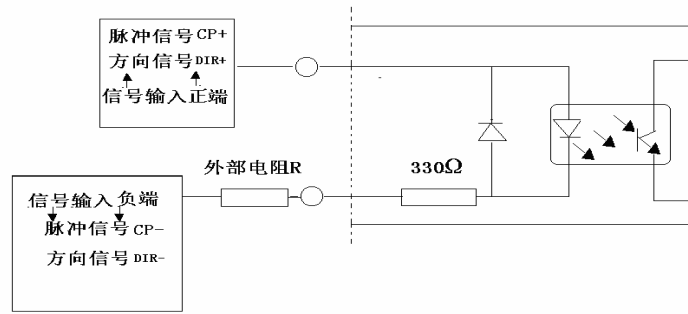 脉冲信号CP+
方向信号DIR+
信号输入正端
外部电阻R
330Ω
信号输入负端
脉冲信号CP-
方向信号DIR-